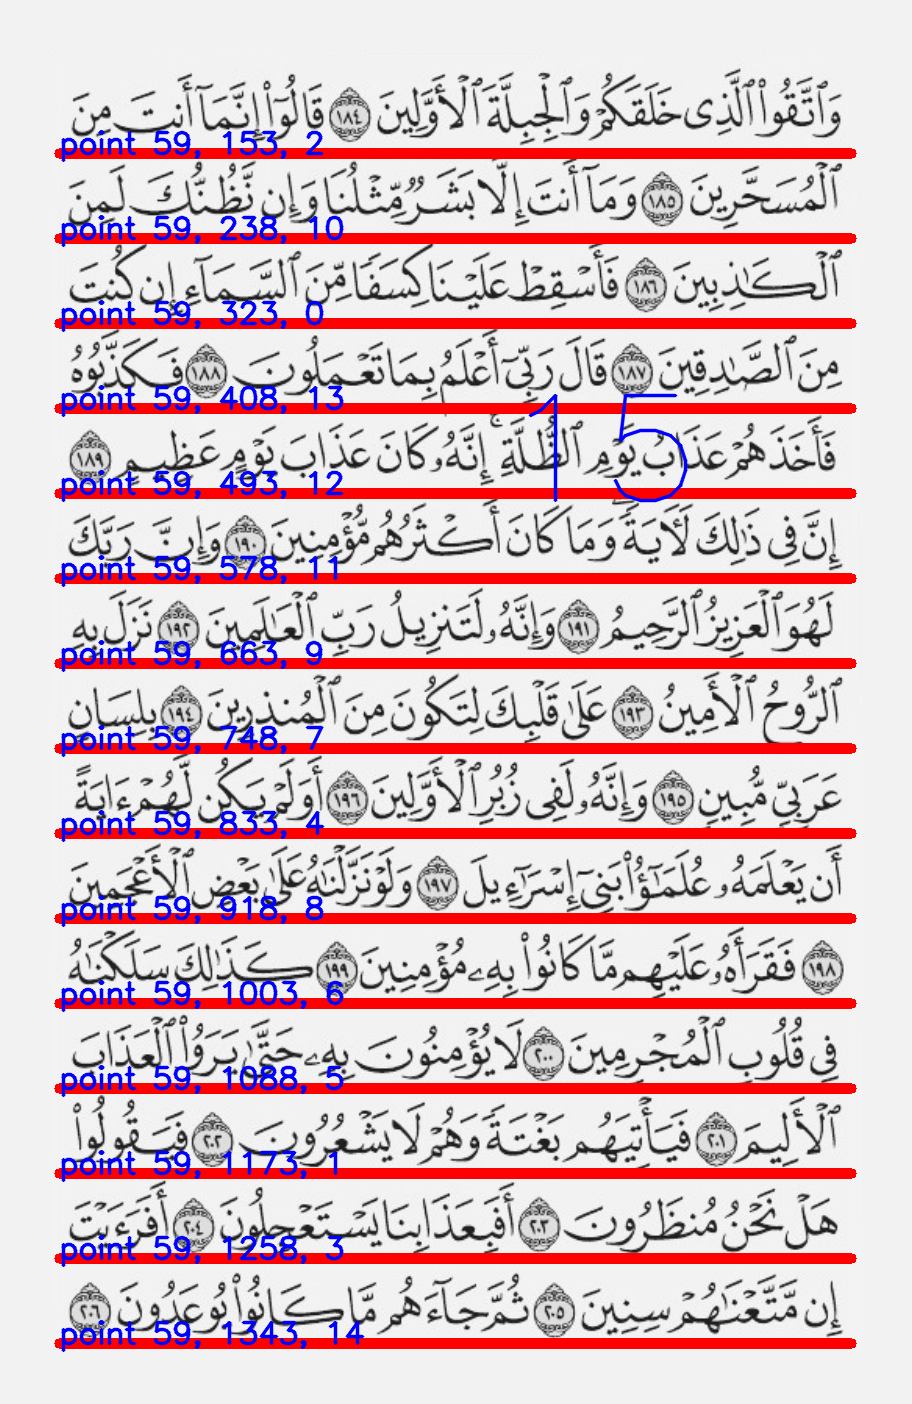 وَٱتَّقُوا۟ ٱلَّذِى خَلَقَكُمْ وَٱلْجِبِلَّةَ ٱلْأَوَّلِينَ ١٨٤ قَالُوٓا۟ إِنَّمَآ أَنتَ مِنَ
point 59, 153, 2
ٱلْمُسَحَّرِينَ ١٨٥ وَمَآ أَنتَ إِلَّا بَشَرٌ مِّثْلُنَا وَإِن نَّظُنُّكَ لَمِنَ
point 59, 238, 10
ٱلْكَـٰذِبِينَ ١٨٦ فَأَسْقِطْ عَلَيْنَا كِسَفًا مِّنَ ٱلسَّمَآءِ إِن كُنتَ
point 59, 323, 0
مِنَ ٱلصَّـٰدِقِينَ ١٨٧ قَالَ رَبِّىٓ أَعْلَمُ بِمَا تَعْمَلُونَ ١٨٨ فَكَذَّبُوهُ
point 59, 408, 13
15
فَأَخَذَهُمْ عَذَابُ يَوْمِ ٱلظُّلَّةِ ۚ إِنَّهُۥ كَانَ عَذَابَ يَوْمٍ عَظِيمٍ ١٨٩
point 59, 493, 12
إِنَّ فِى ذَٰلِكَ لَـَٔايَةً ۖ وَمَا كَانَ أَكْثَرُهُم مُّؤْمِنِينَ ١٩٠ وَإِنَّ رَبَّكَ
point 59, 578, 11
لَهُوَ ٱلْعَزِيزُ ٱلرَّحِيمُ ١٩١ وَإِنَّهُۥ لَتَنزِيلُ رَبِّ ٱلْعَـٰلَمِينَ ١٩٢ نَزَلَ بِهِ
point 59, 663, 9
ٱلرُّوحُ ٱلْأَمِينُ ١٩٣ عَلَىٰ قَلْبِكَ لِتَكُونَ مِنَ ٱلْمُنذِرِينَ ١٩٤ بِلِسَانٍ
point 59, 748, 7
عَرَبِىٍّ مُّبِينٍ ١٩٥ وَإِنَّهُۥ لَفِى زُبُرِ ٱلْأَوَّلِينَ ١٩٦ أَوَلَمْ يَكُن لَّهُمْ ءَايَةً
point 59, 833, 4
أَن يَعْلَمَهُۥ عُلَمَـٰٓؤُا۟ بَنِىٓ إِسْرَٰٓءِيلَ ١٩٧ وَلَوْ نَزَّلْنَـٰهُ عَلَىٰ بَعْضِ ٱلْأَعْجَمِينَ
point 59, 918, 8
١٩٨ فَقَرَأَهُۥ عَلَيْهِم مَّا كَانُوا۟ بِهِۦ مُؤْمِنِينَ ١٩٩ كَذَٰلِكَ سَلَكْنَـٰهُ
point 59, 1003, 6
فِى قُلُوبِ ٱلْمُجْرِمِينَ ٢٠٠ لَا يُؤْمِنُونَ بِهِۦ حَتَّىٰ يَرَوُا۟ ٱلْعَذَابَ
point 59, 1088, 5
ٱلْأَلِيمَ ٢٠١ فَيَأْتِيَهُم بَغْتَةً وَهُمْ لَا يَشْعُرُونَ ٢٠٢ فَيَقُولُوا۟
point 59, 1173, 1
هَلْ نَحْنُ مُنظَرُونَ ٢٠٣ أَفَبِعَذَابِنَا يَسْتَعْجِلُونَ ٢٠٤ أَفَرَءَيْتَ
point 59, 1258, 3
إِن مَّتَّعْنَـٰهُمْ سِنِينَ ٢٠٥ ثُمَّ جَآءَهُم مَّا كَانُوا۟ يُوعَدُونَ ٢٠٦
point 59, 1343, 14